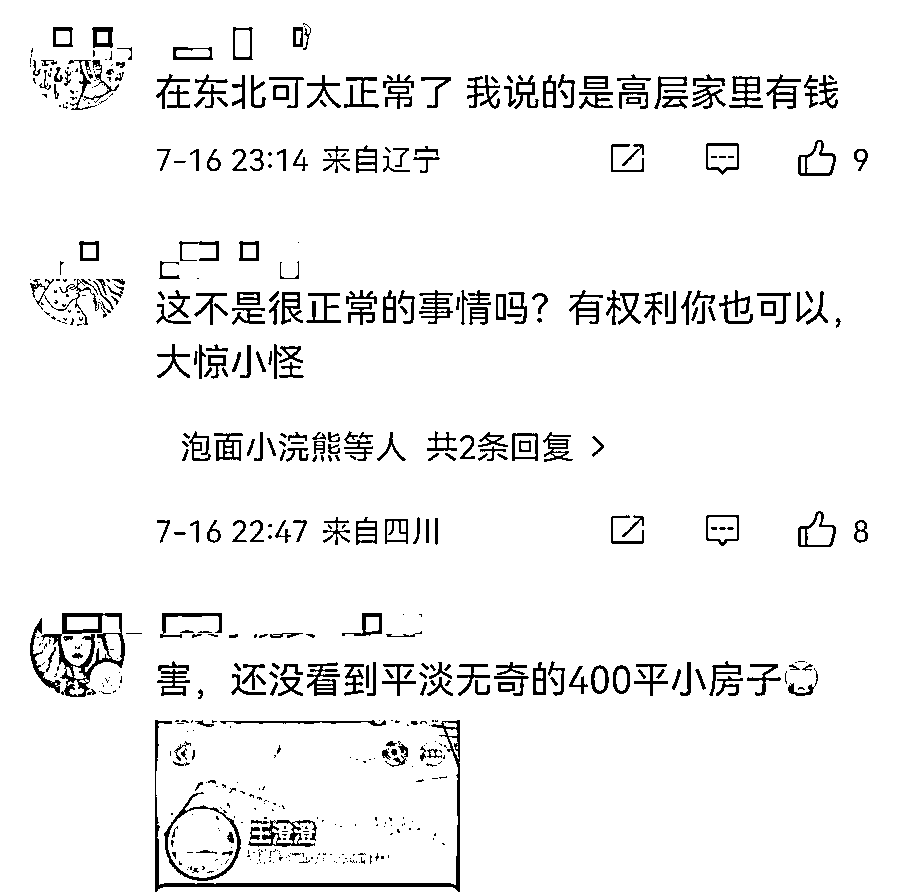 在东北可太正常了 我说的是高层家里有钱
7-16 23:14 来自辽宁
9
这不是很正常的事情吗？有权利你也可以，
大惊小怪
泡面小浣熊等人 共2条回复 >
7-16 22:47 来自四川
8
害，还没看到平淡无奇的400平小房子
王澄澄